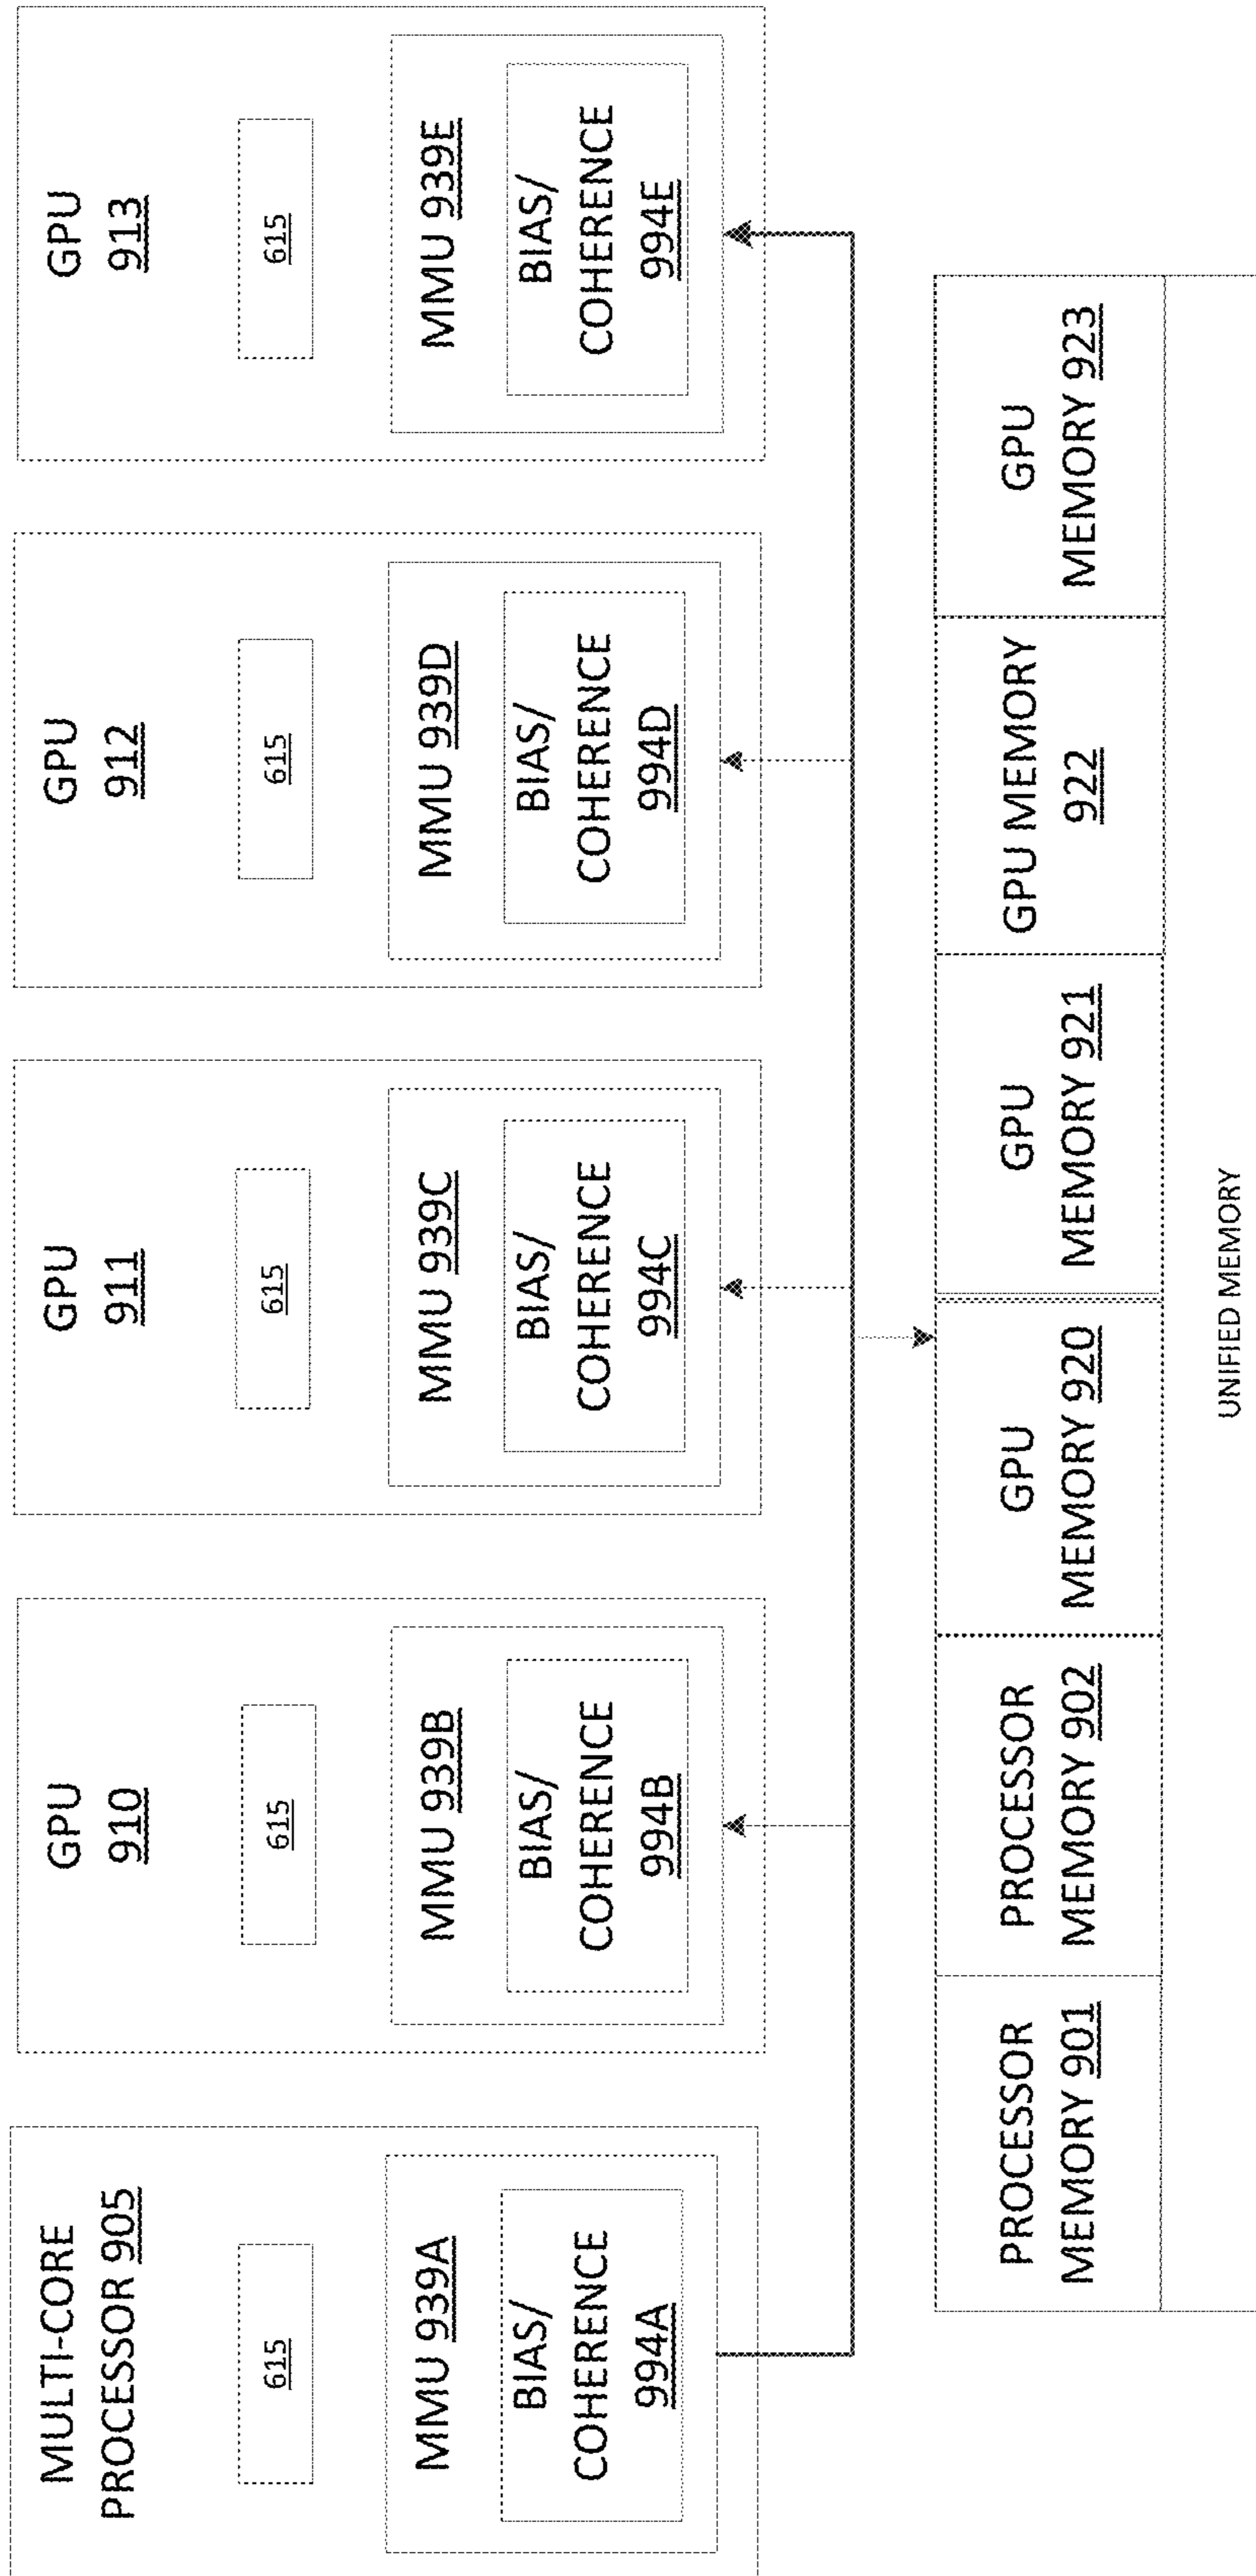 MULTI-CORE
PROCESSOR 905
615
MMU 939A
BIAS/
COHERENCE
994A
GPU
910
615
MMU 939B
BIAS/
COHERENCE
994B
GPU
911
615
MMU 939C
BIAS/
COHERENCE
994C
GPU
912
615
MMU 939D
BIAS/
COHERENCE
994D
GPU
913
615
MMU 939E
BIAS/
COHERENCE
994E
PROCESSOR
MEMORY 901
PROCESSOR
MEMORY 902
GPU
MEMORY 920
GPU
MEMORY 921
GPU MEMORY
922
GPU
MEMORY 923
UNIFIED MEMORY